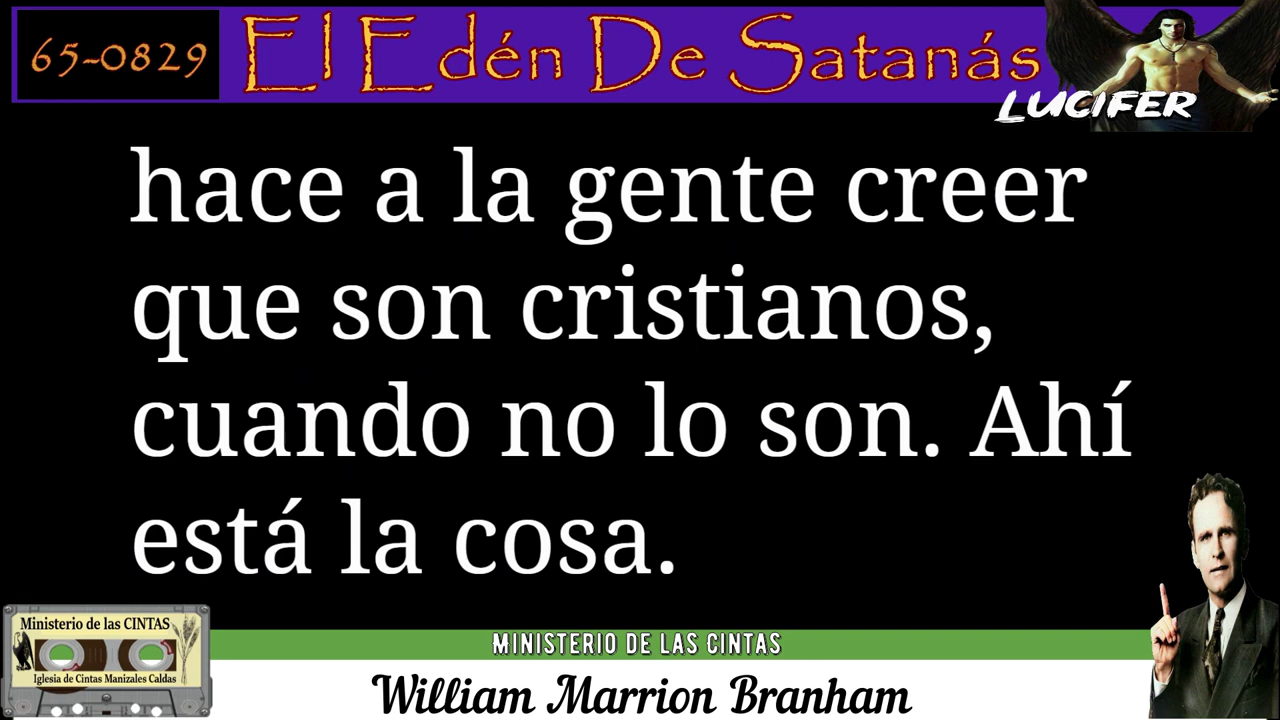 65-0829
El Edén De Satanás
LUCIFER
hace a la gente creer
que son cristianos,
cuando no lo son. Ahí
está la cosa.
Ministerio de las CINTAS
Iglesia de Cintas Manizales Caldas
MINISTERIO DE LAS CINTAS
William Marrion Branham